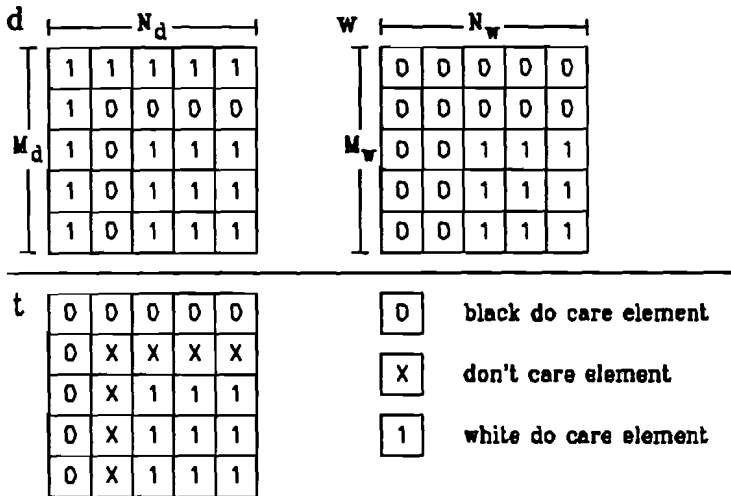 d N_d w N_w
1 1 1 1 1 0 0 0 0 0
1 0 0 0 0 0 0 0 0 0
M_d 1 0 1 1 1 M_w 0 0 1 1 1
1 0 1 1 1 0 0 1 1 1
1 0 1 1 1 0 0 1 1 1
t 0 0 0 0 0 0 black do care element
0 X X X X
0 X 1 1 1 X don't care element
0 X 1 1 1 1 white do care element
0 X 1 1 1